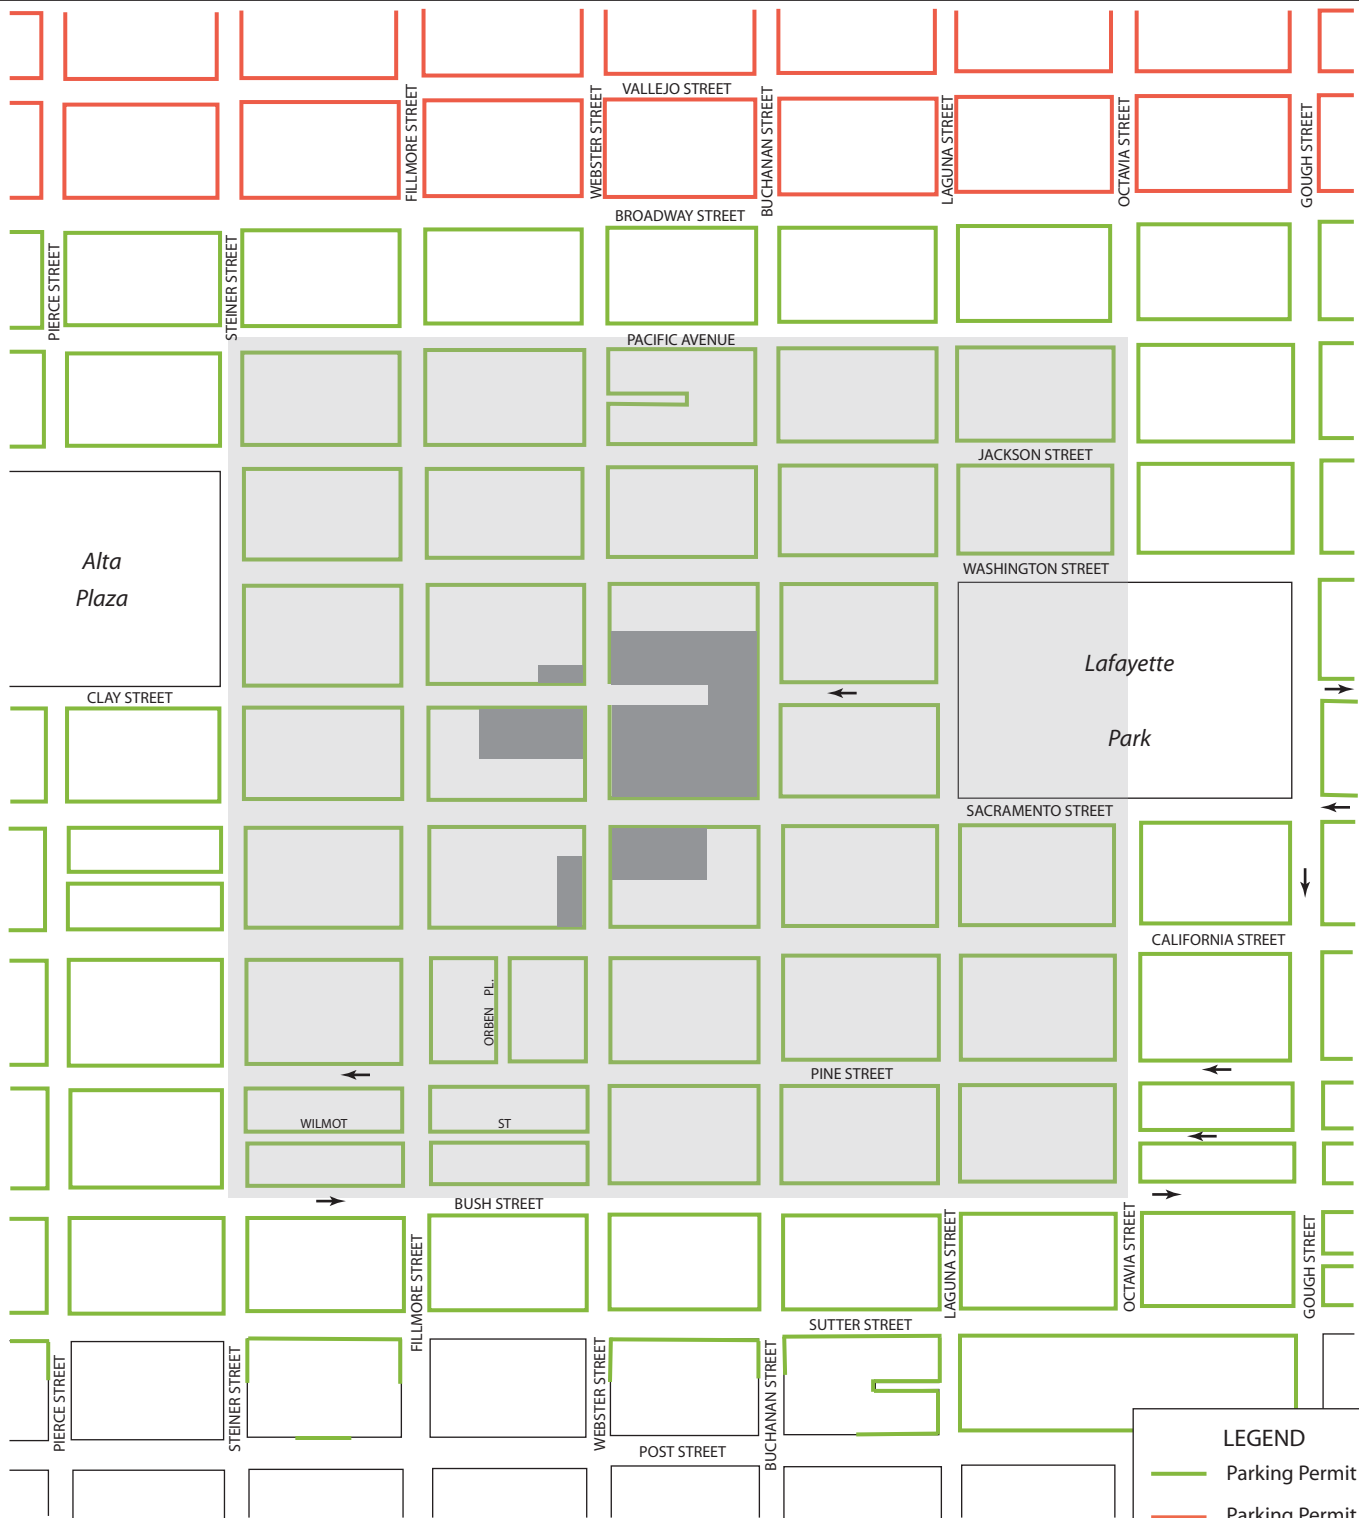 VALLEJO STREET
FILLMORE STREET
WEBSTER STREET
BUCHANAN STREET
LAGUNA STREET
OCTAVIA STREET
GOUGH STREET
BROADWAY STREET
PIERCE STREET
STEINER STREET
PACIFIC AVENUE
JACKSON STREET
Alta
Plaza
WASHINGTON STREET
Lafayette
Park
CLAY STREET
SACRAMENTO STREET
CALIFORNIA STREET
ORBEN PL.
PINE STREET
WILMOT ST
BUSH STREET
FILLMORE STREET
LAGUNA STREET
OCTAVIA STREET
GOUGH STREET
SUTTER STREET
PIERCE STREET
STEINER STREET
WEBSTER STREET
BUCHANAN STREET
POST STREET
LEGEND
Parking Permit
Parking Permit